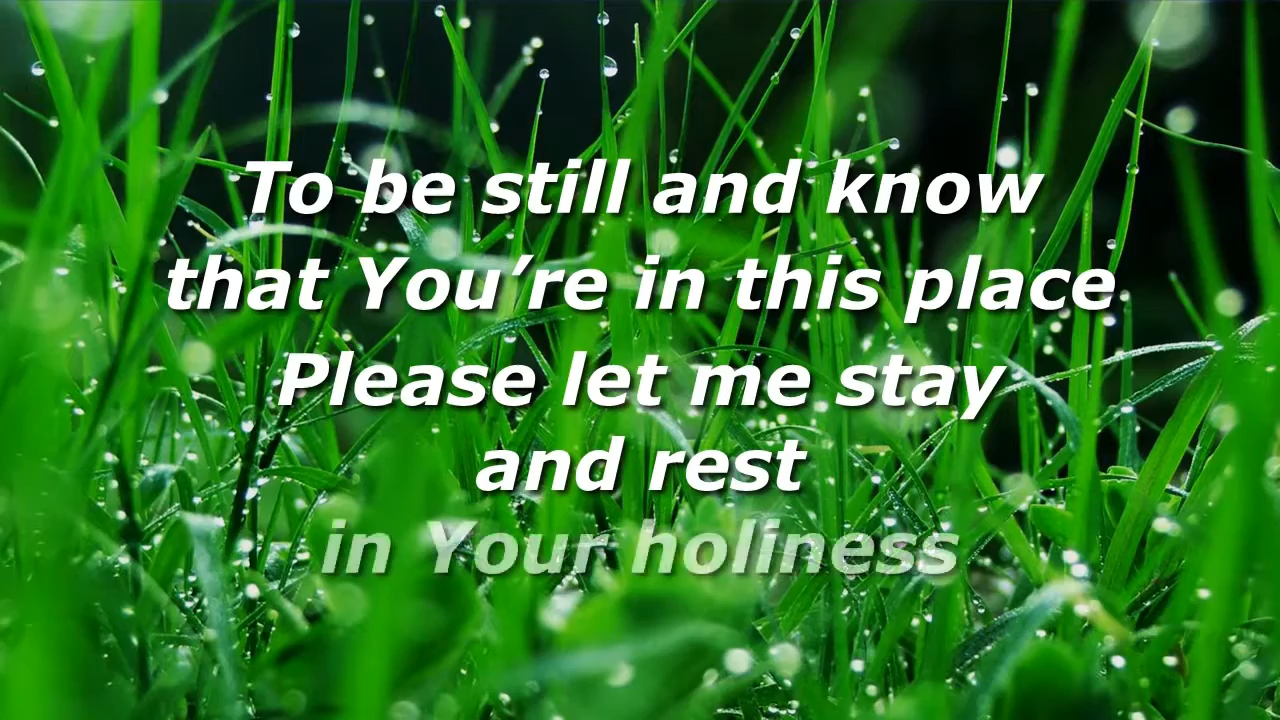 To be still and know
that You’re in this place
Please let me stay
and rest
in Your holiness